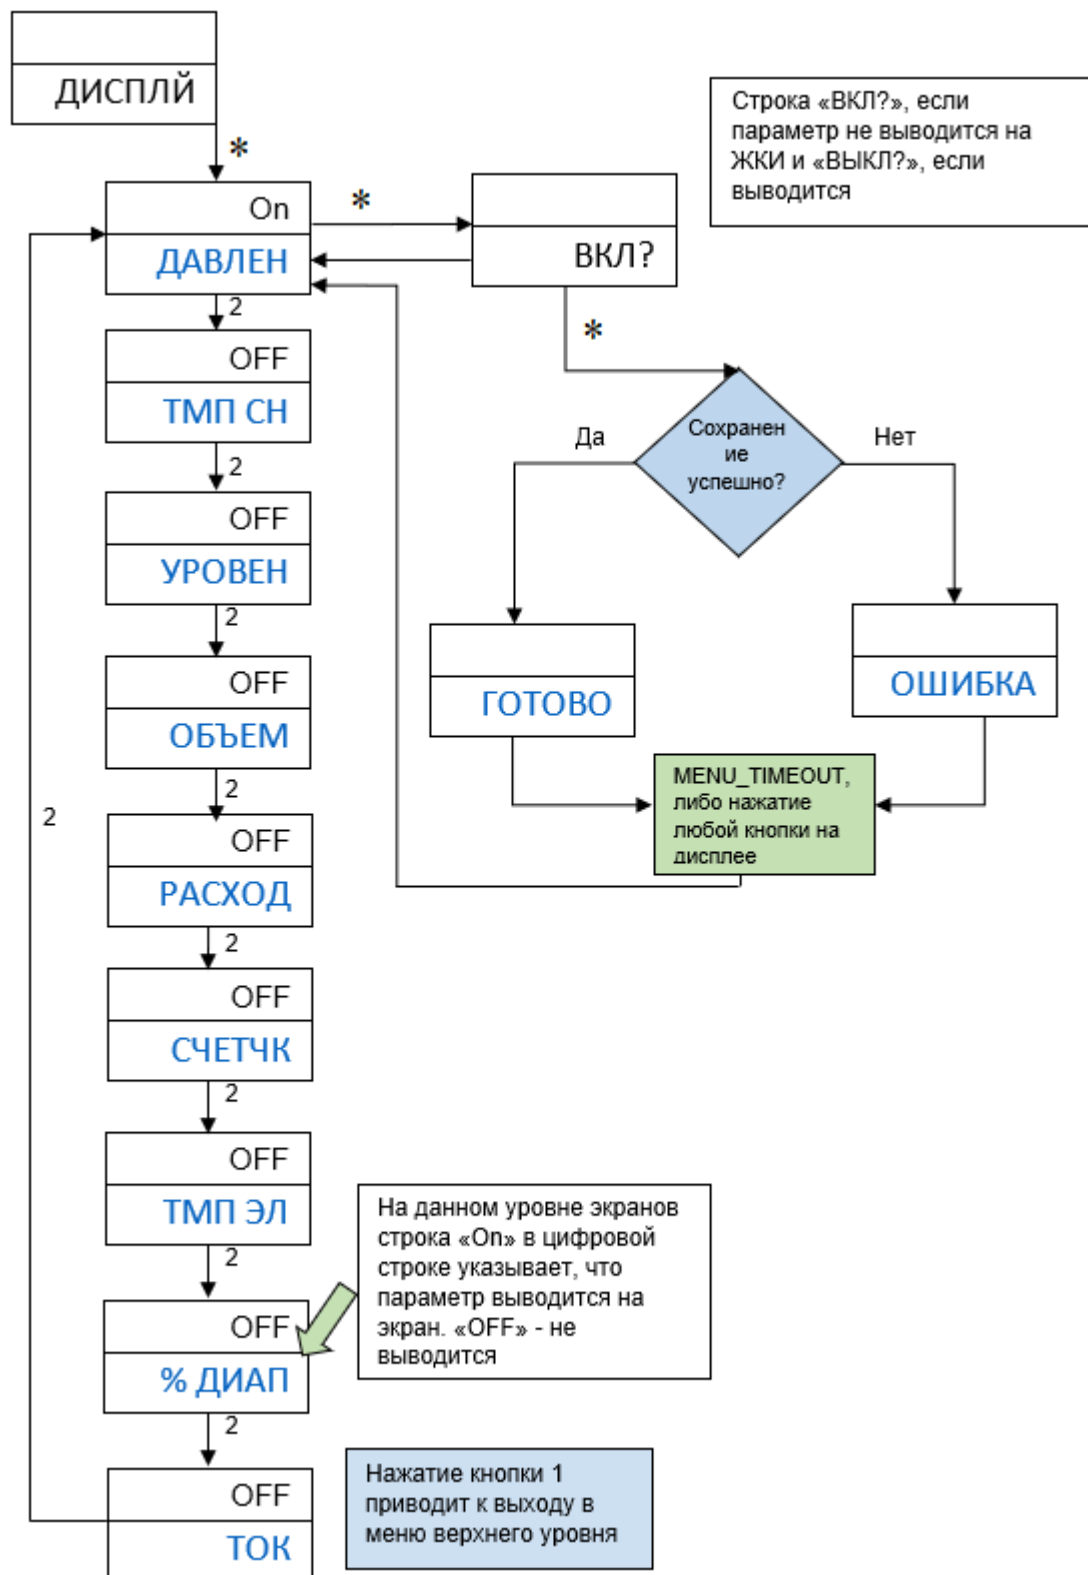 ДИСПЛЙ
*
Строка «ВКЛ?», если
параметр не выводится на
ЖКИ и «ВЫКЛ?», если
выводится
On
ДАВЛЕН
*
ВКЛ?
2
*
OFF
ТМП СН
Сохранен
ие
успешно?
Да
Нет
2
OFF
УРОВЕН
2
ГОТОВО
ОШИБКА
OFF
ОБЪЕМ
2
MENU_TIMEOUT,
либо нажатие
любой кнопки на
дисплее
2
OFF
РАСХОД
2
OFF
СЧЕТЧК
2
OFF
ТМП ЭЛ
2
На данном уровне экранов
строка «On» в цифровой
строке указывает, что
параметр выводится на
экран. «OFF» - не
выводится
OFF
% ДИАП
2
OFF
ТОК
Нажатие кнопки 1
приводит к выходу в
меню верхнего уровня